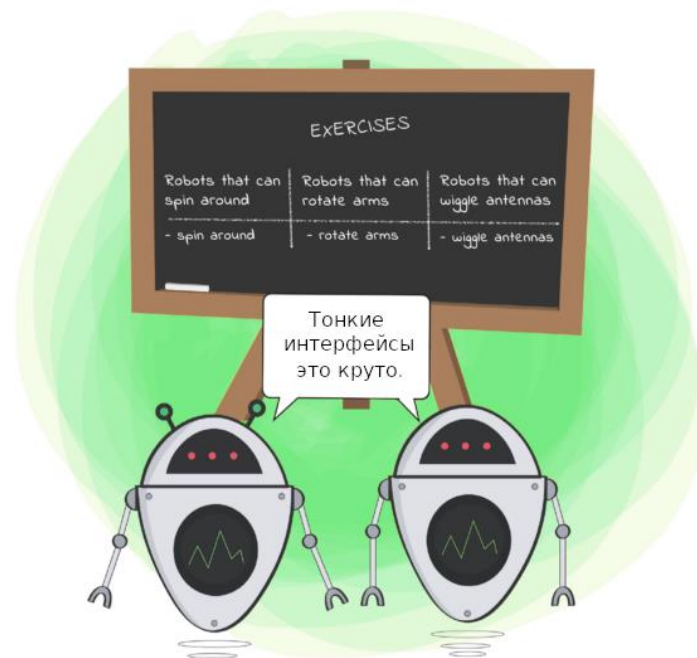 EXERCISES
Robots that can
spin around
Robots that can
rotate arms
Robots that can
wiggle antennas
- spin around
- rotate arms
- wiggle antennas
Тонкие
интерфейсы
это круто.